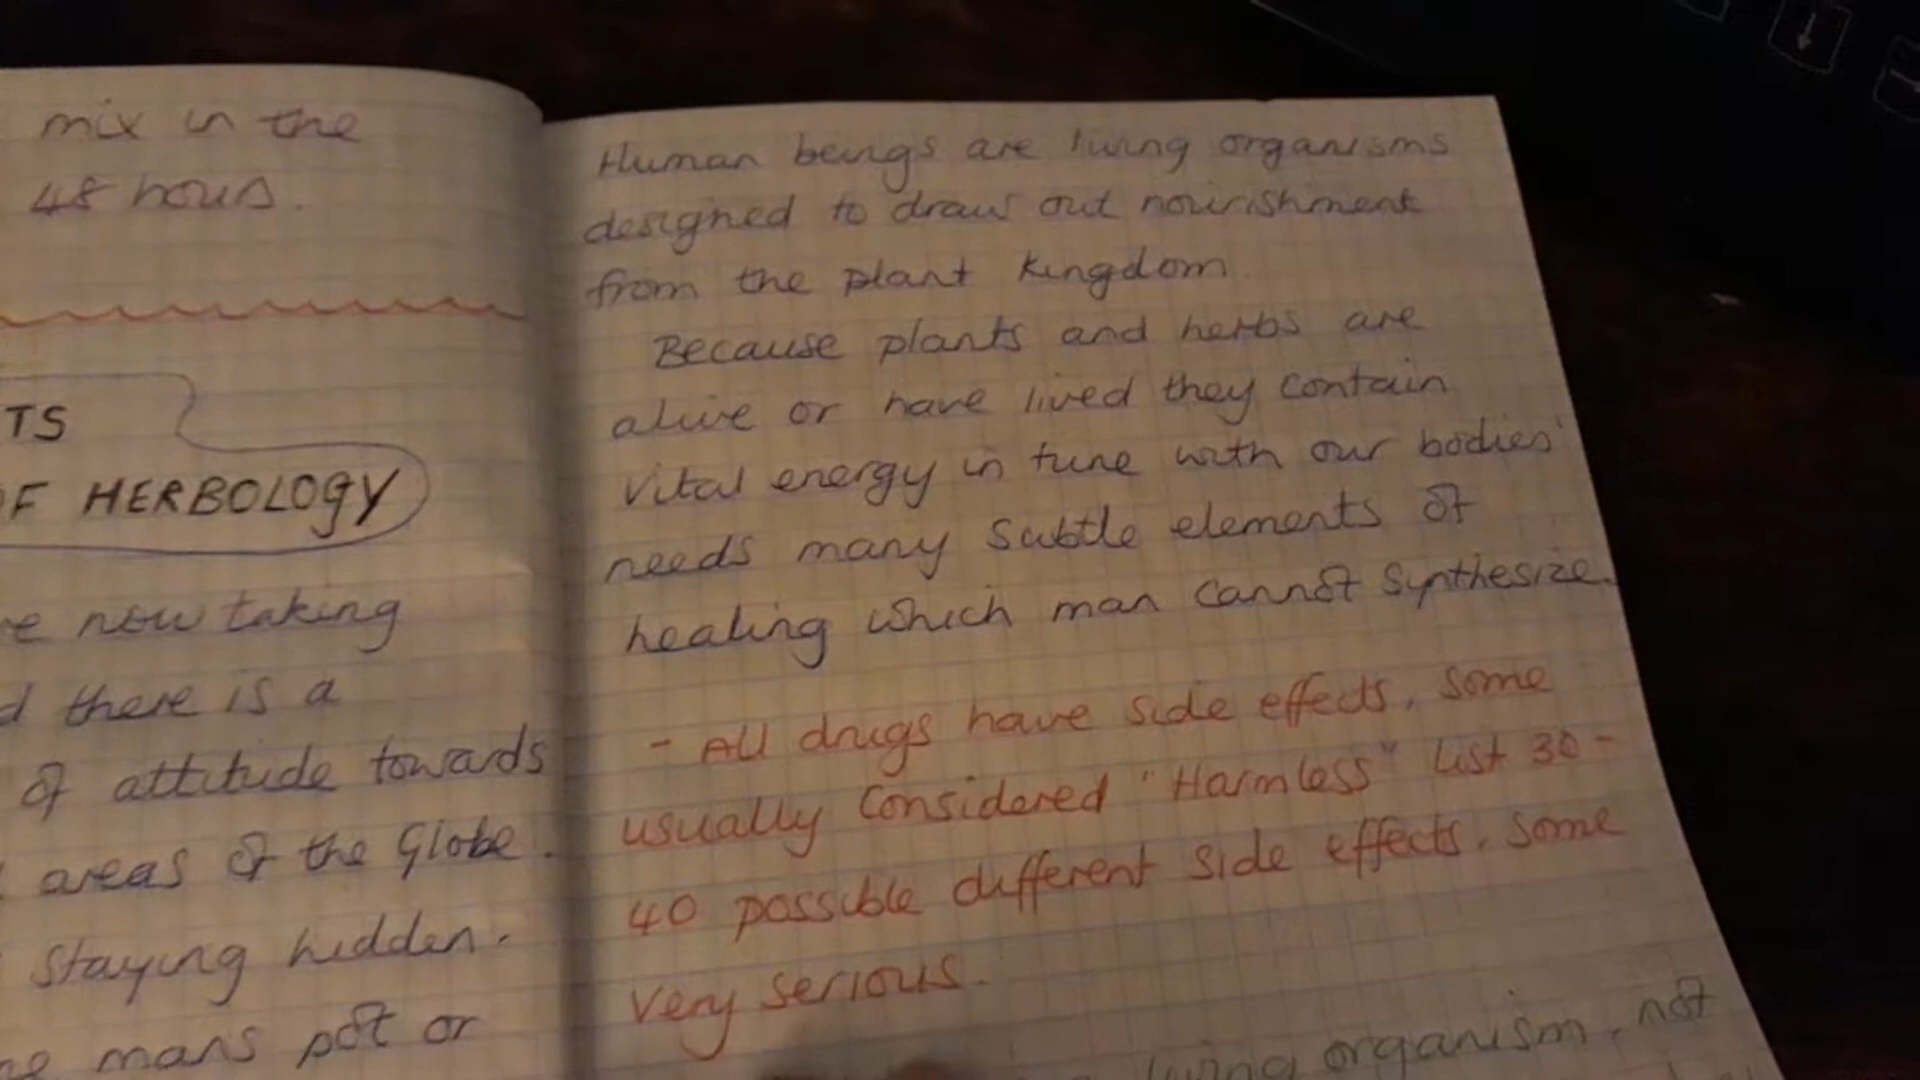 mix in the
48 hours.
TS
OF HERBOLOGY
now taking
there is a
of attitude towards
areas of the Globe.
staying hidden.
mans pot or
Human beings are living organisms
designed to draw out nourishment
from the plant Kingdom.
Because plants and herbs are
alive or have lived they contain
vital energy in tune with our bodies'
needs many subtle elements of
healing which man cannot synthesize.
- All drugs have side effects, some
usually considered "Harmless" list 30-
40 possible different side effects, some
very serious.
living organism, not